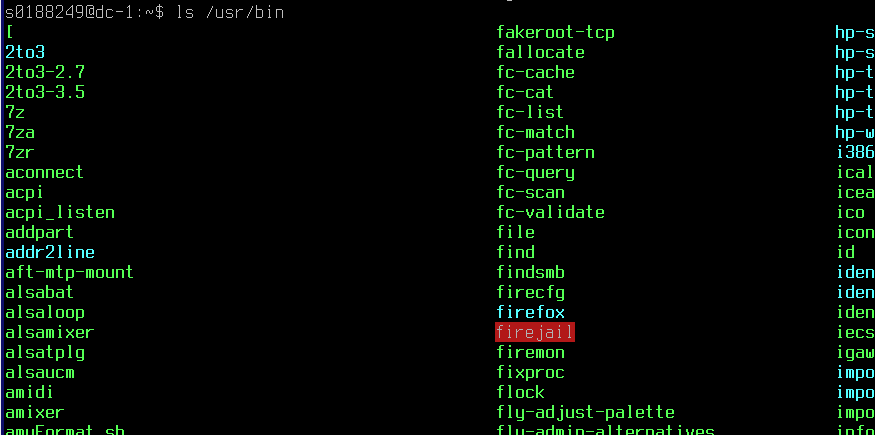 s0188249@dc-1:~$ ls /usr/bin
[ fakeroot-tcp hp-s
2to3 fallocate hp-s
2to3-2.7 fc-cache hp-t
2to3-3.5 fc-cat hp-t
7z fc-list hp-t
7za fc-match hp-w
7zr fc-pattern i386
aconnect fc-query ical
acpi fc-scan icea
acpi_listen fc-validate ico
addpart file icon
addr2line find id
aft-mtp-mount findsmb iden
alsabat firecfg iden
alsaloop firefox iden
alsamixer firejail iecs
alsatplg firemon igaw
alsaucm fixproc impo
amidi flock impo
amixer fly-adjust-palette impo
amuFormat.sh fly-admin-alternatives info